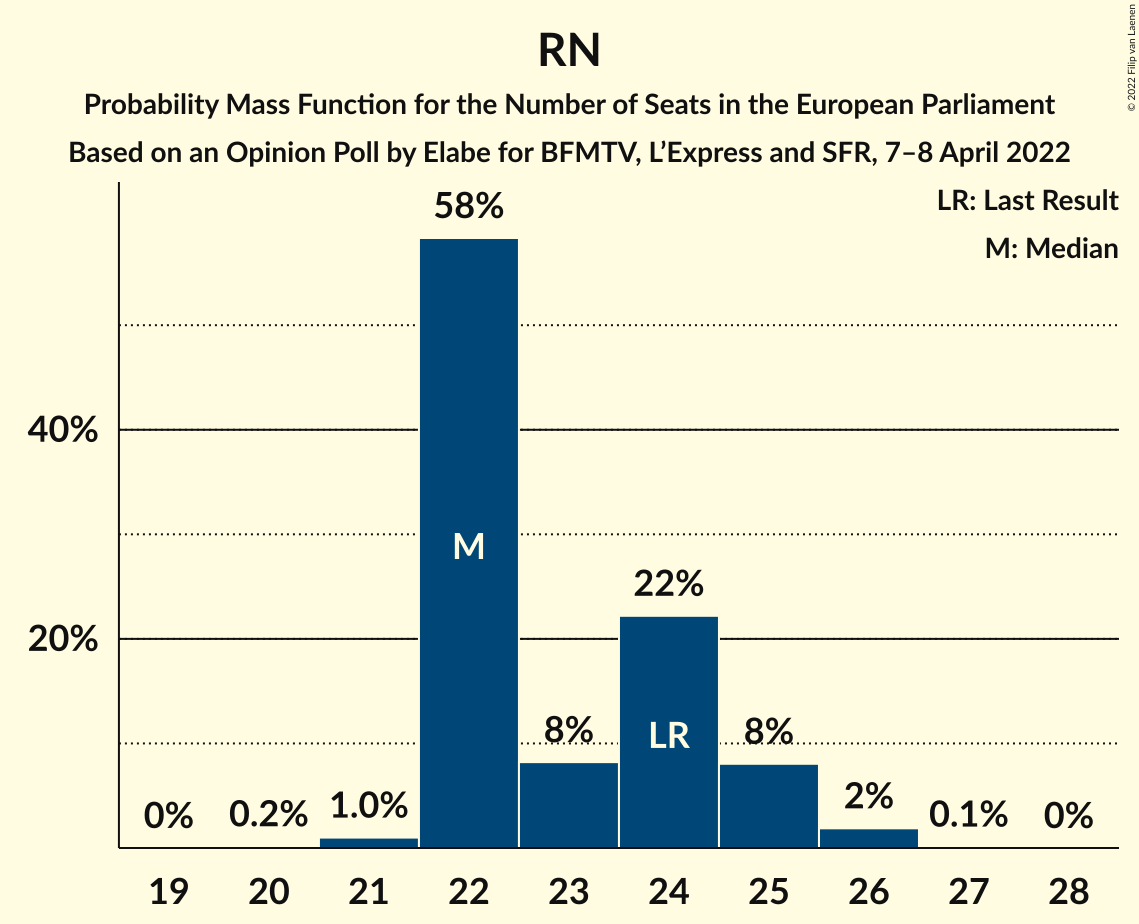 RN
Probability Mass Function for the Number of Seats in the European Parliament
Based on an Opinion Poll by Elabe for BFMTV, L’Express and SFR, 7–8 April 2022
© 2022 Filip van Laenen
LR: Last Result
M: Median
58%
40%
M
22%
20%
8%
LR
8%
0%
0.2%
1.0%
2%
0.1%
0%
19 20 21 22 23 24 25 26 27 28